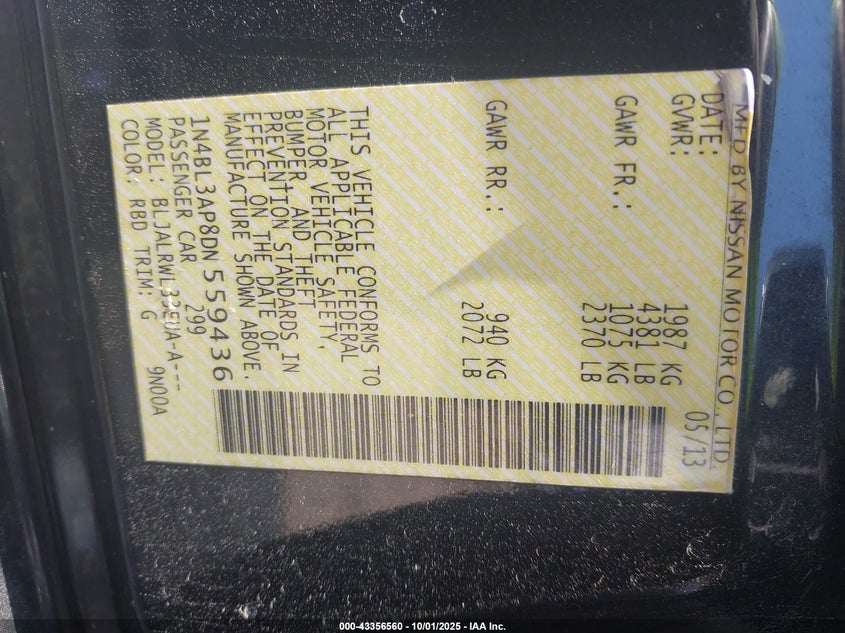 MFD BY NISSAN MOTOR CO., LTD.
DATE: 05/13
GVWR: 1987 KG
4381 LB
GAWR FR.: 1075 KG
2370 LB
GAWR RR.: 940 KG
2072 LB
THIS VEHICLE CONFORMS TO
ALL APPLICABLE FEDERAL
MOTOR VEHICLE SAFETY,
BUMPER AND THEFT
PREVENTION STANDARDS IN
EFFECT ON THE DATE OF
MANUFACTURE SHOWN ABOVE.
1N4BL3AP8DN559436
PASSENGER CAR 299
MODEL: BLJALRWL32EUA-A---
COLOR: RBD TRIM: G 9N00A
000-43356560 - 10/01/2025 - IAA Inc.